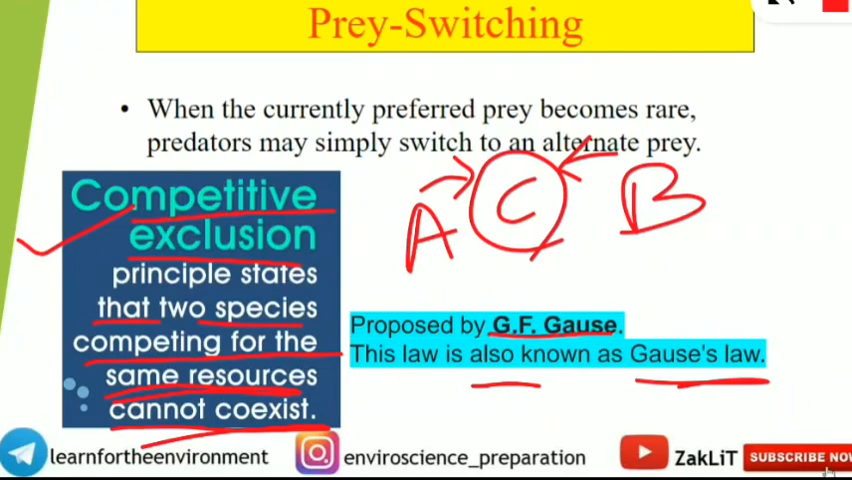 Prey-Switching
• When the currently preferred prey becomes rare,
predators may simply switch to an alternate prey.
A C B
Competitive
exclusion
principle states
that two species
competing for the
same resources
cannot coexist.
Proposed by G.F. Gause.
This law is also known as Gause's law.
learnfortheenvironment enviroscience_preparation ZakLiT SUBSCRIBE NOW